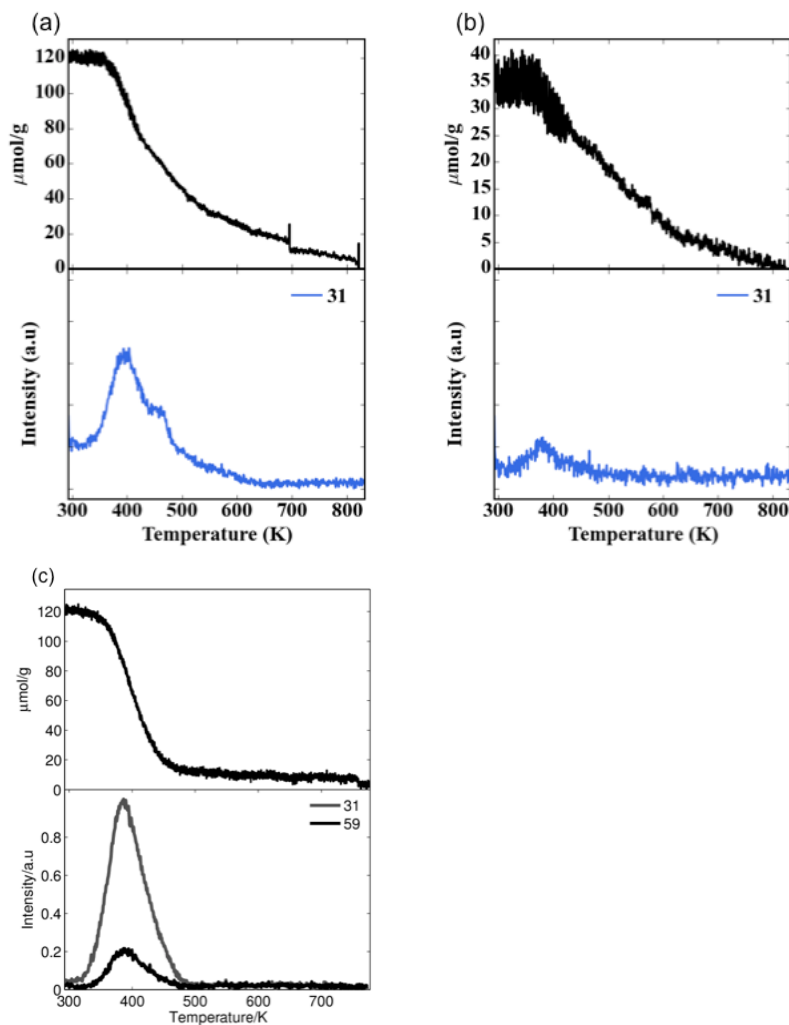 (a)
120
100
80
60
40
20
0
μmol/g
31
Intensity (a.u)
300 400 500 600 700 800
Temperature (K)
(b)
40
35
30
25
20
15
10
5
0
μmol/g
31
Intensity (a.u)
300 400 500 600 700 800
Temperature (K)
(c)
120
100
80
60
40
20
0
μmol/g
31
59
0.8
0.6
0.4
0.2
0
Intensity/a.u
300 400 500 600 700
Temperature/K